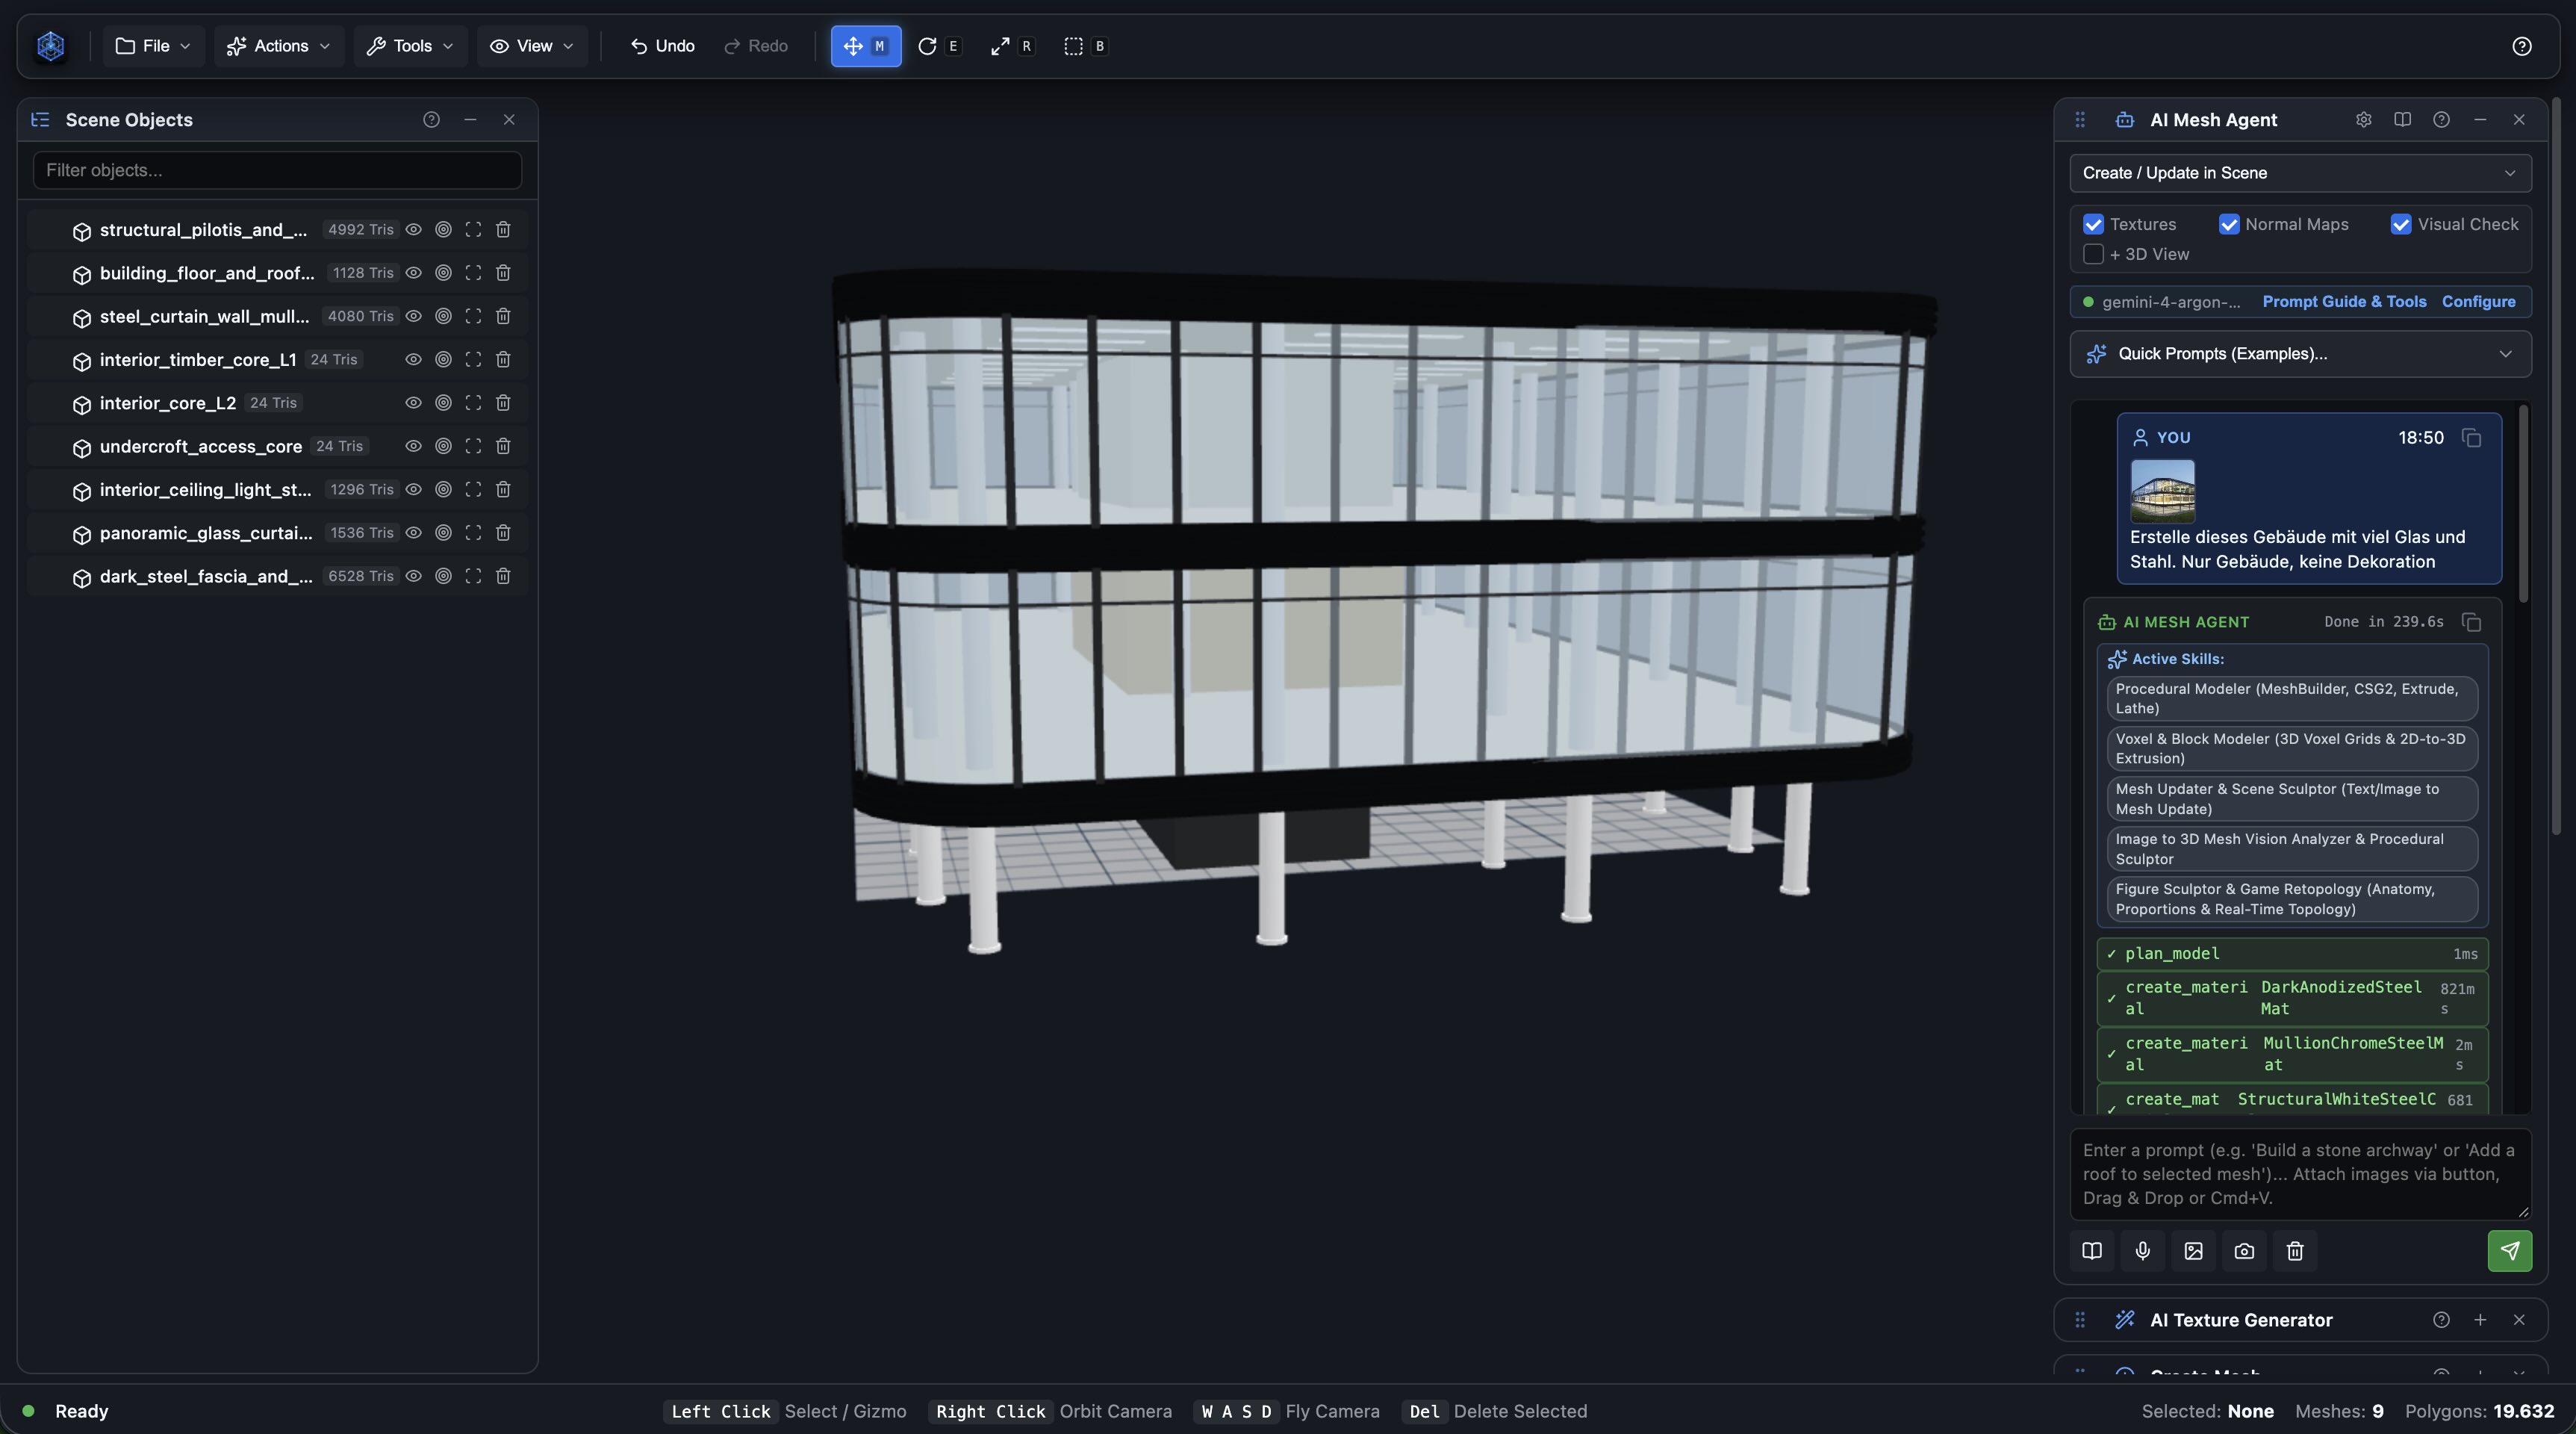 File
Actions
Tools
View
Undo
Redo
M
E
R
B
Scene Objects
Filter objects...
structural_pilotis_and_... 4992 Tris
building_floor_and_roof... 1128 Tris
steel_curtain_wall_mull... 4080 Tris
interior_timber_core_L1 24 Tris
interior_core_L2 24 Tris
undercroft_access_core 24 Tris
interior_ceiling_light_st... 1296 Tris
panoramic_glass_curtai... 1536 Tris
dark_steel_fascia_and_... 6528 Tris
AI Mesh Agent
Create / Update in Scene
Textures Normal Maps Visual Check
+ 3D View
gemini-4-argon-... Prompt Guide & Tools Configure
Quick Prompts (Examples)...
YOU 18:50
Erstelle dieses Gebäude mit viel Glas und
Stahl. Nur Gebäude, keine Dekoration
AI MESH AGENT Done in 239.6s
Active Skills:
Procedural Modeler (MeshBuilder, CSG2, Extrude,
Lathe)
Voxel & Block Modeler (3D Voxel Grids & 2D-to-3D
Extrusion)
Mesh Updater & Scene Sculptor (Text/Image to
Mesh Update)
Image to 3D Mesh Vision Analyzer & Procedural
Sculptor
Figure Sculptor & Game Retopology (Anatomy,
Proportions & Real-Time Topology)
✓ plan_model 1ms
✓ create_materi DarkAnodizedSteel 821m
al Mat s
✓ create_materi MullionChromeSteelM 2m
al at s
✓ create_mat StructuralWhiteSteelC 681
Enter a prompt (e.g. 'Build a stone archway' or 'Add a
roof to selected mesh')... Attach images via button,
Drag & Drop or Cmd+V.
AI Texture Generator
Create Mesh
Ready
Left Click Select / Gizmo Right Click Orbit Camera W A S D Fly Camera Del Delete Selected
Selected: None Meshes: 9 Polygons: 19.632